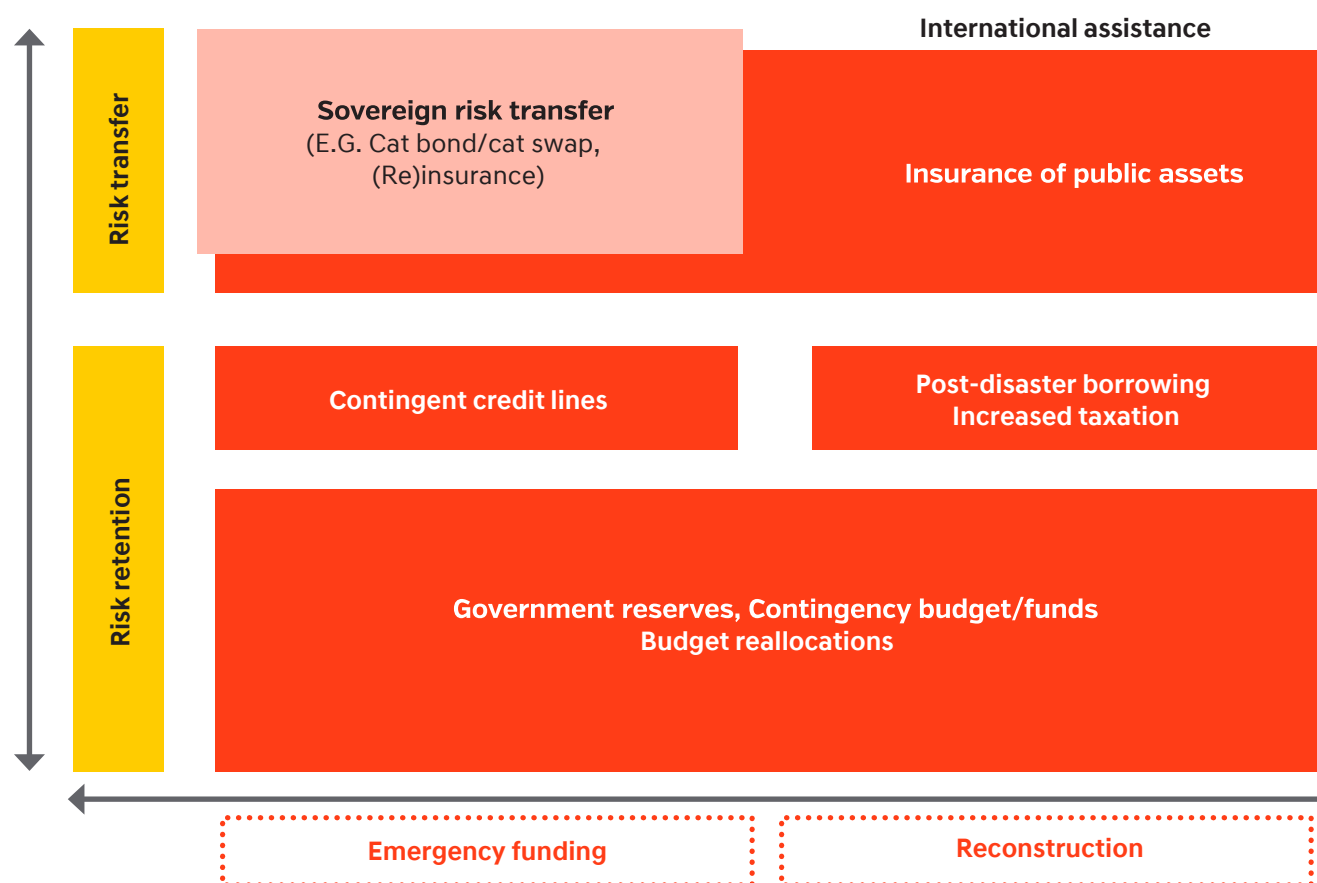 International assistance
Risk transfer
Sovereign risk transfer
(E.G. Cat bond/cat swap,
(Re)insurance)
Insurance of public assets
Contingent credit lines
Post-disaster borrowing
Increased taxation
Risk retention
Government reserves, Contingency budget/funds
Budget reallocations
Emergency funding
Reconstruction